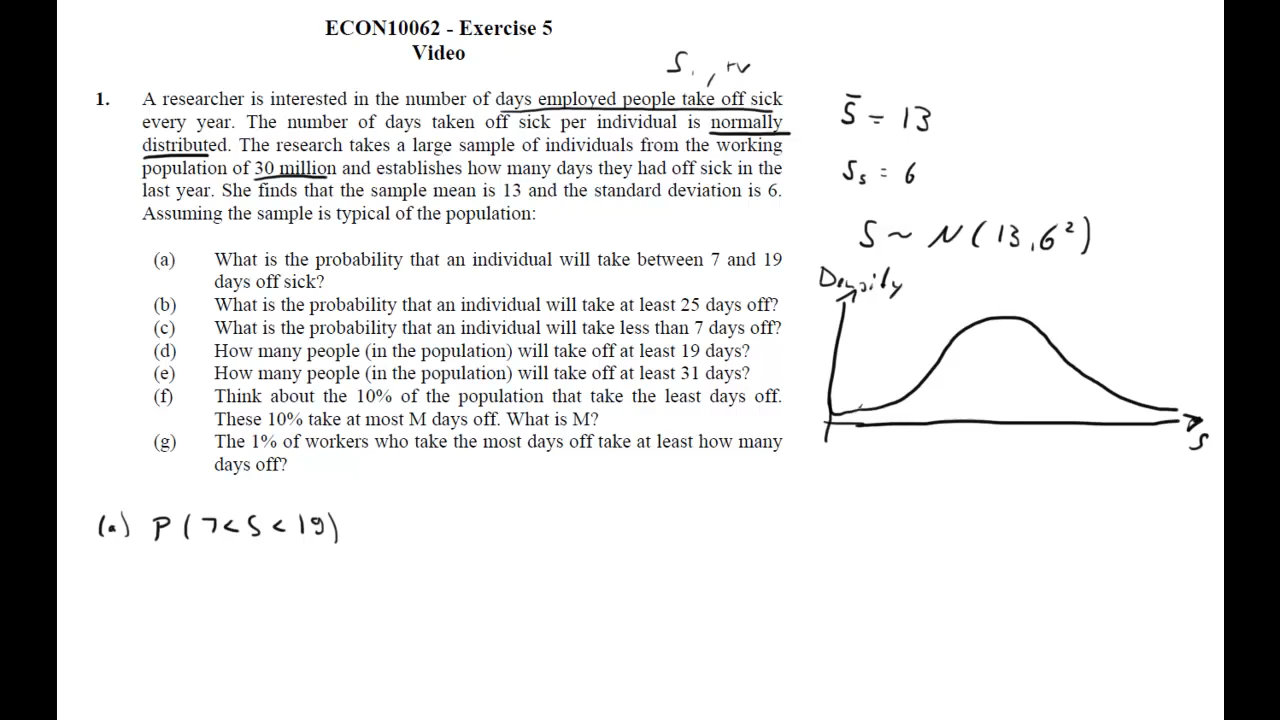 ECON10062 - Exercise 5
Video
S , rv
1. A researcher is interested in the number of days employed people take off sick
every year. The number of days taken off sick per individual is normally
distributed. The research takes a large sample of individuals from the working
population of 30 million and establishes how many days they had off sick in the
last year. She finds that the sample mean is 13 and the standard deviation is 6.
Assuming the sample is typical of the population:
(a) What is the probability that an individual will take between 7 and 19
days off sick?
(b) What is the probability that an individual will take at least 25 days off?
(c) What is the probability that an individual will take less than 7 days off?
(d) How many people (in the population) will take off at least 19 days?
(e) How many people (in the population) will take off at least 31 days?
(f) Think about the 10% of the population that take the least days off.
These 10% take at most M days off. What is M?
(g) The 1% of workers who take the most days off take at least how many
days off?
(a) P ( 7 < S < 19 )
S̄ = 13
Ss = 6
S ~ N ( 13 , 6² )
Density
S